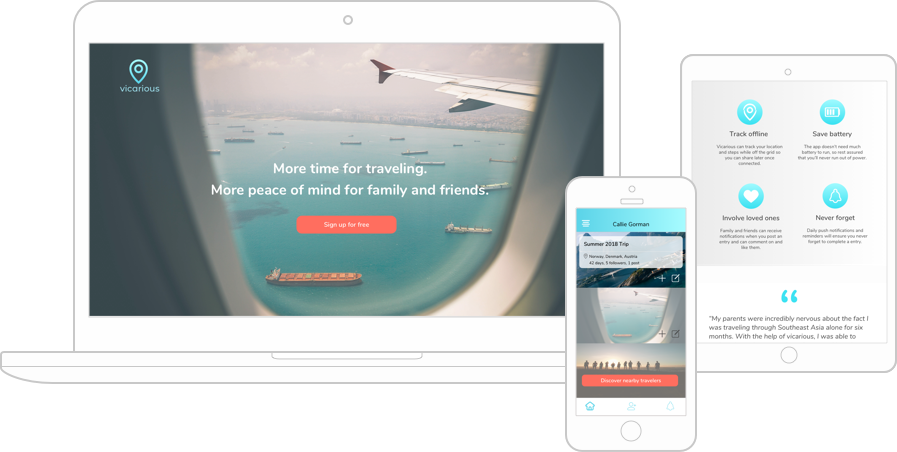 vicarious
More time for traveling.
More peace of mind for family and friends.
Sign up for free
Callie Gorman
Summer 2018 Trip
Norway, Denmark, Austria
42 days, 5 followers, 1 post
Discover nearby travelers
Track offline
Vicarious can track your location
and steps while off the grid so
you can share later once
connected.
Save battery
The app doesn't need much
battery to run, so rest assured
that you'll never run out of power.
Involve loved ones
Family and friends can receive
notifications when you post an
entry and can comment on and
like them.
Never forget
Daily push notifications and
reminders will ensure you never
forget to complete a entry.
“
"My parents were incredibly nervous about the fact I
was traveling through Southeast Asia alone for six
months. With the help of vicarious, I was able to